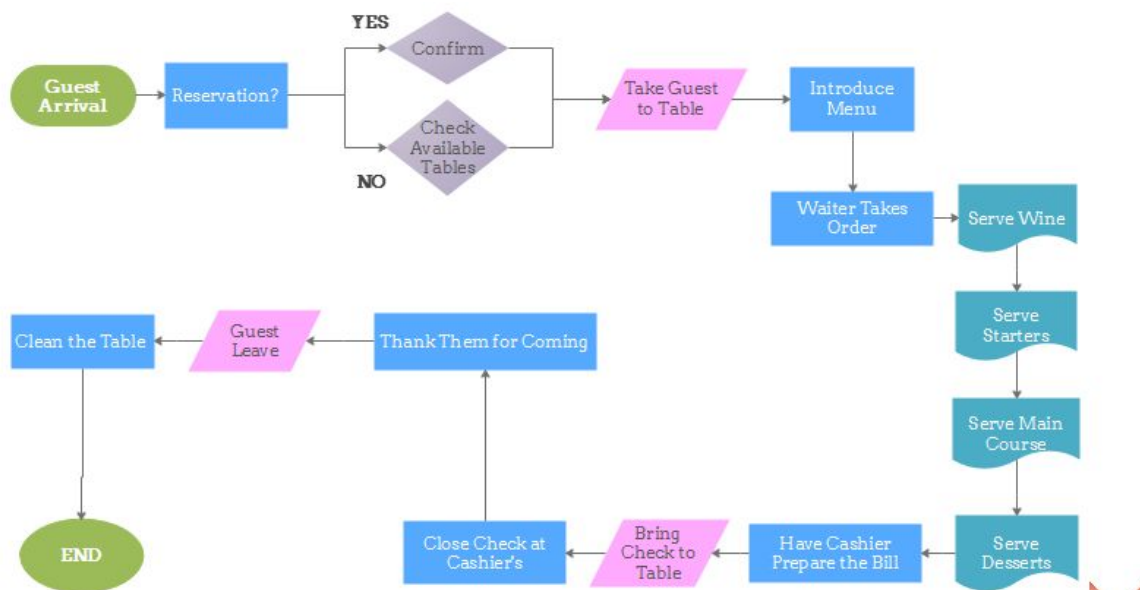 YES
Confirm
Guest
Arrival
Reservation?
Check
Available
Tables
NO
Take Guest
to Table
Introduce
Menu
Waiter Takes
Order
Serve Wine
Serve
Starters
Serve Main
Course
Serve
Desserts
Have Cashier
Prepare the Bill
Bring
Check to
Table
Close Check at
Cashier's
Thank Them for Coming
Guest
Leave
Clean the Table
END